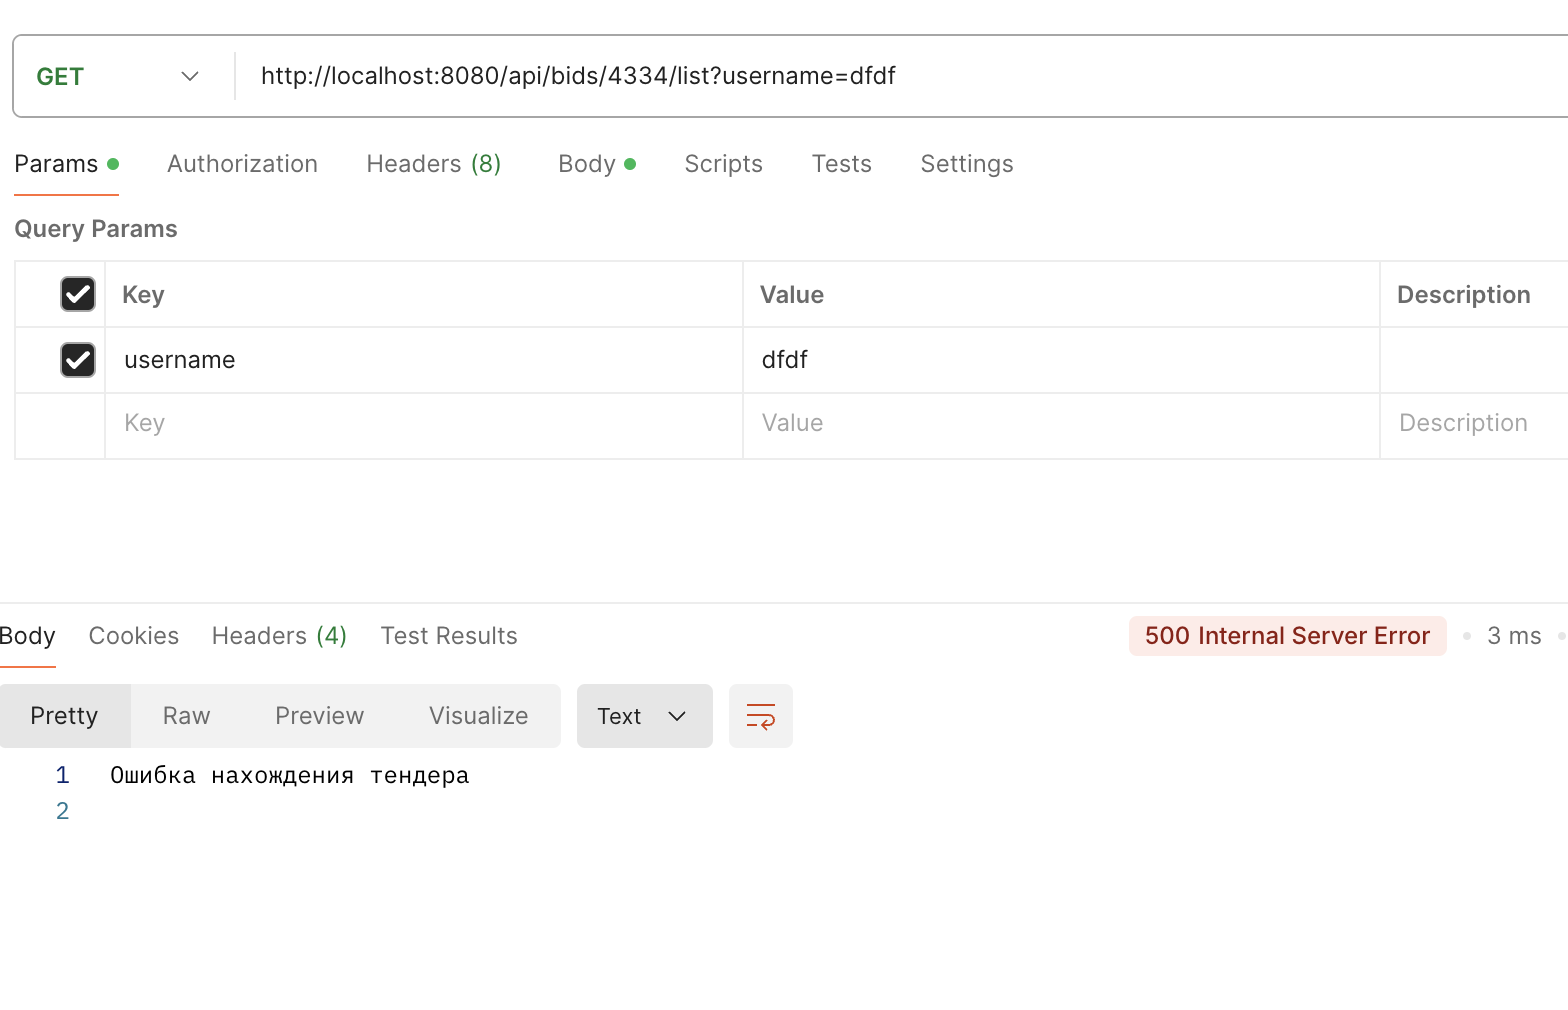 GET http://localhost:8080/api/bids/4334/list?username=dfdf
Params Authorization Headers (8) Body Scripts Tests Settings
Query Params
Key Value Description
username dfdf
Key Value Description
Body Cookies Headers (4) Test Results 500 Internal Server Error 3 ms
Pretty Raw Preview Visualize Text
1 Ошибка нахождения тендера
2